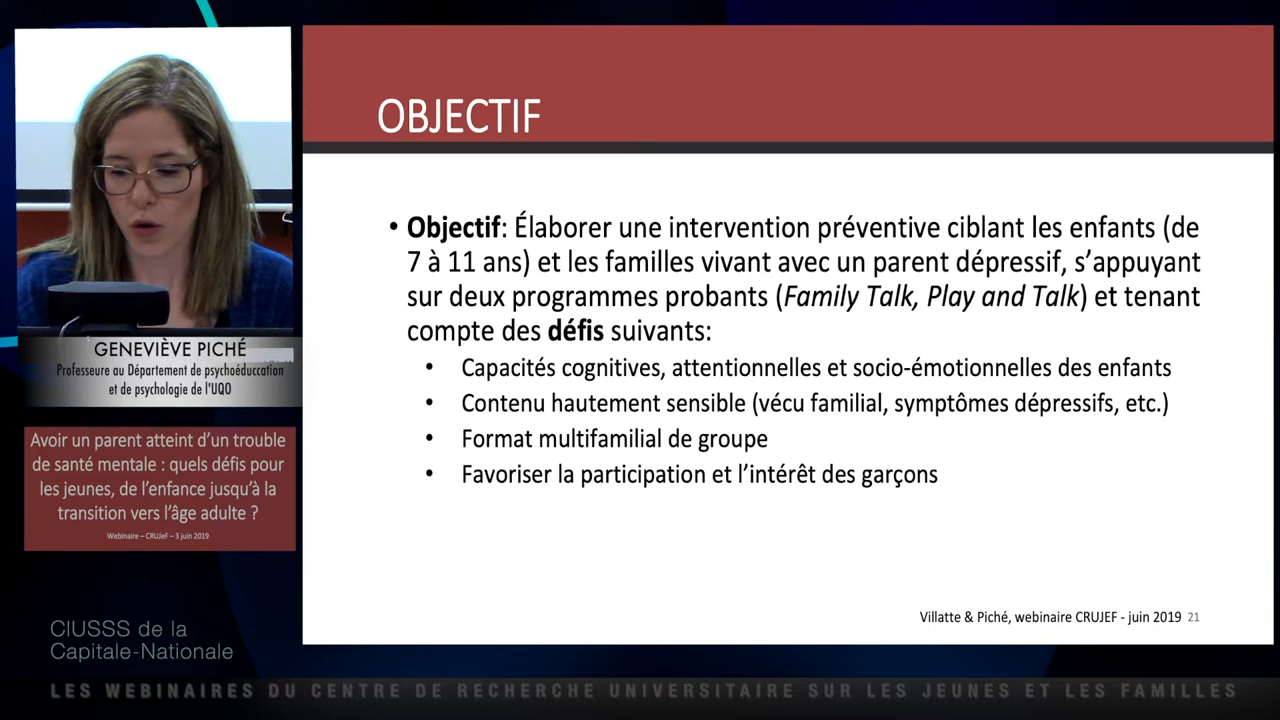 OBJECTIF
• Objectif: Élaborer une intervention préventive ciblant les enfants (de
7 à 11 ans) et les familles vivant avec un parent dépressif, s’appuyant
sur deux programmes probants (Family Talk, Play and Talk) et tenant
compte des défis suivants:
• Capacités cognitives, attentionnelles et socio-émotionnelles des enfants
• Contenu hautement sensible (vécu familial, symptômes dépressifs, etc.)
• Format multifamilial de groupe
• Favoriser la participation et l’intérêt des garçons
Villatte & Piché, webinaire CRUJEF - juin 2019 21
GENEVIÈVE PICHÉ
Professeure au Département de psychoéduccation
et de psychologie de l'UQO
Avoir un parent atteint d’un trouble
de santé mentale : quels défis pour
les jeunes, de l’enfance jusqu’à la
transition vers l’âge adulte ?
Webinaire – CRUJeF – 3 juin 2019
CIUSSS de la
Capitale-Nationale
LES WEBINAIRES DU CENTRE DE RECHERCHE UNIVERSITAIRE SUR LES JEUNES ET LES FAMILLES